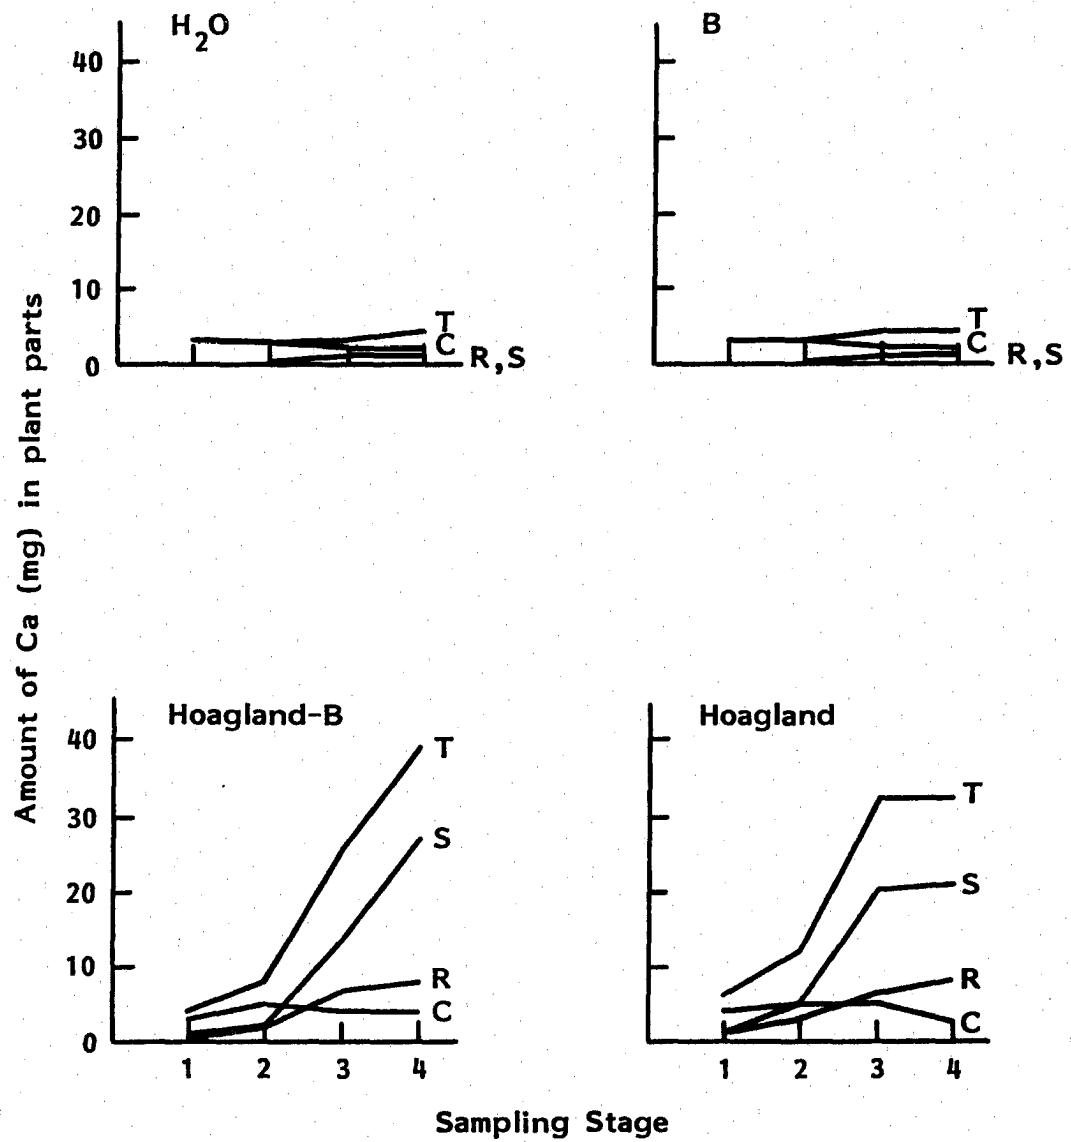 H2O
40
30
20
10
0
T
C
R,S
B
T
C
R,S
Amount of Ca (mg) in plant parts
Hoagland-B
40
30
20
10
0
T
S
R
C
1 2 3 4
Hoagland
T
S
R
C
1 2 3 4
Sampling Stage